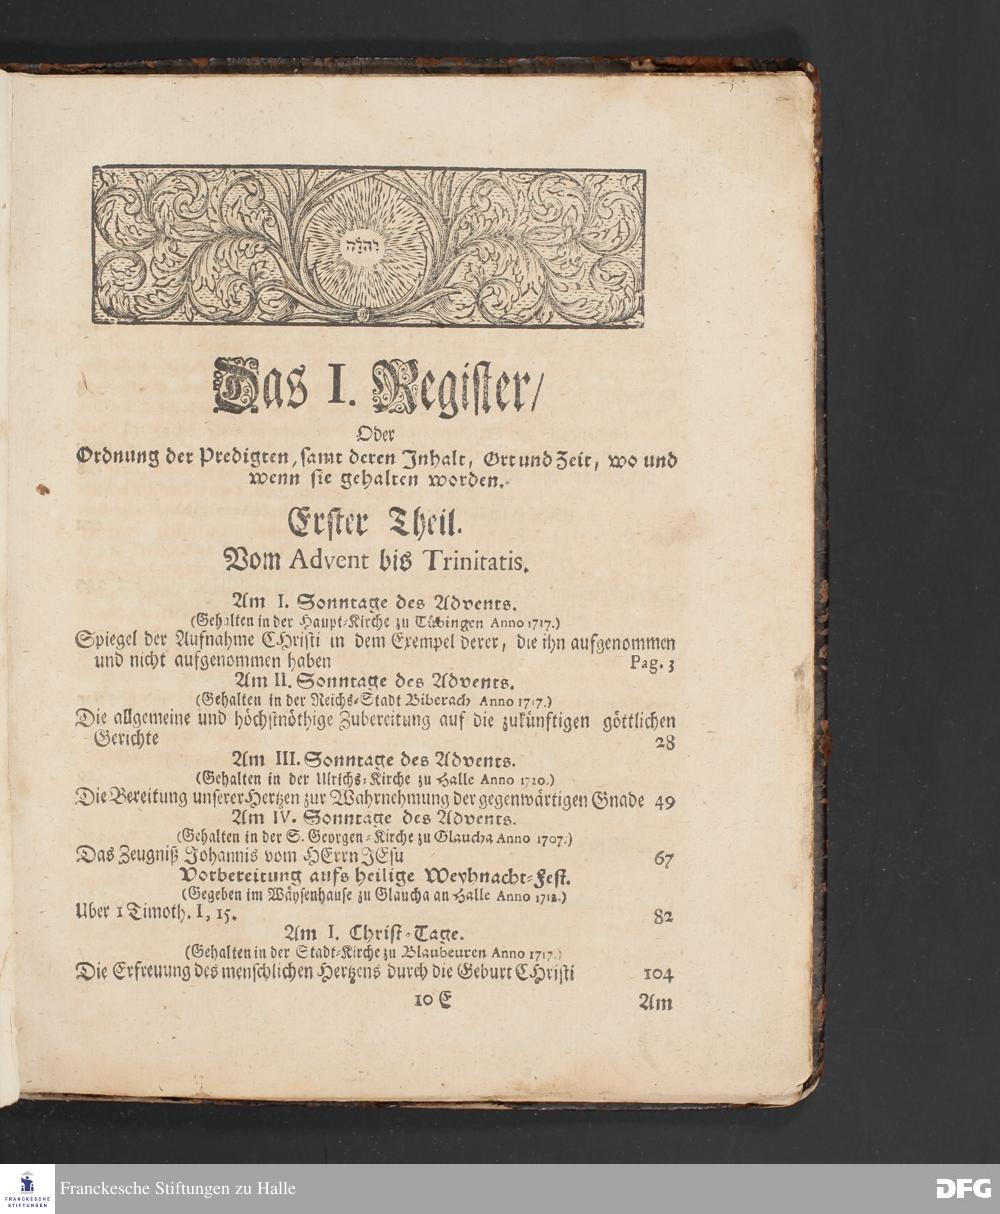 יהוה
Das I. Register/
Oder
Ordnung der Predigten, samt deren Inhalt, Ort und Zeit, wo und
wenn sie gehalten worden.
Erster Theil.
Vom Advent bis Trinitatis.
Am I. Sonntage des Advents.
(Gehalten in der Haupt-Kirche zu Tübingen Anno 1717.)
Spiegel der Aufnahme CHristi in dem Exempel derer, die ihn aufgenommen
und nicht aufgenommen haben Pag. 3
Am II. Sonntage des Advents.
(Gehalten in der Reichs-Stadt Biberach Anno 1717.)
Die allgemeine und höchstnöthige Zubereitung auf die zukünftigen göttlichen
Gerichte 28
Am III. Sonntage des Advents.
(Gehalten in der Ulrichs-Kirche zu Halle Anno 1720.)
Die Bereitung unserer Hertzen zur Wahrnehmung der gegenwärtigen Gnade 49
Am IV. Sonntage des Advents.
(Gehalten in der S. Georgen-Kirche zu Glaucha Anno 1707.)
Das Zeugniß Johannis vom HErrn JEsu 67
Vorbereitung aufs heilige Weyhnacht-Fest.
(Gegeben im Wäysenhause zu Glaucha an Halle Anno 1712.)
Uber 1 Timoth. I, 15. 82
Am I. Christ-Tage.
(Gehalten in der Stadt-Kirche zu Blaubeuren Anno 1717.)
Die Erfreuung des menschlichen Hertzens durch die Geburt CHristi 104
10 E Am
FRANCKESCHE
STIFTUNGEN
Franckesche Stiftungen zu Halle
DFG